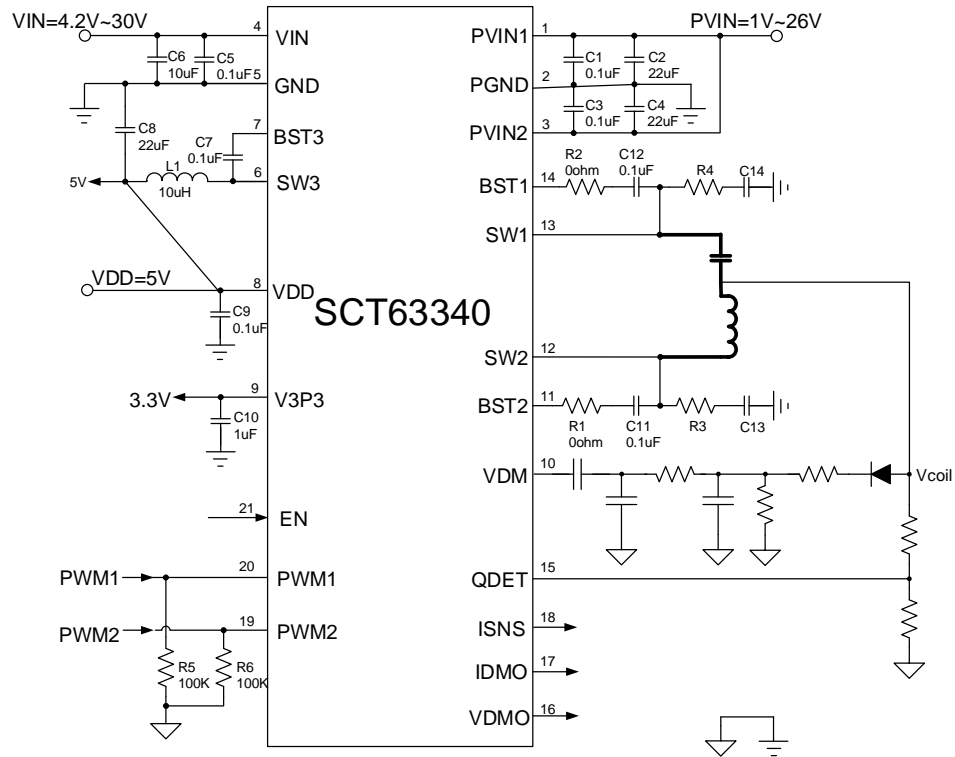 VIN=4.2V~30V
PVIN=1V~26V
4
VIN
PVIN1
1
C6
10uF
C5
0.1uF
C1
0.1uF
C2
22uF
5
GND
PGND
2
C3
0.1uF
C4
22uF
C8
22uF
7
BST3
PVIN2
3
C7
0.1uF
5V
L1
10uH
6
SW3
BST1
14
R2
0ohm
C12
0.1uF
R4
C14
SW1
13
VDD=5V
8
VDD
C9
0.1uF
SCT63340
SW2
12
3.3V
9
V3P3
C10
1uF
BST2
11
R1
0ohm
C11
0.1uF
R3
C13
VDM
10
Vcoil
21
EN
PWM1
20
PWM1
QDET
15
PWM2
19
PWM2
ISNS
18
R5
100K
R6
100K
IDMO
17
VDMO
16